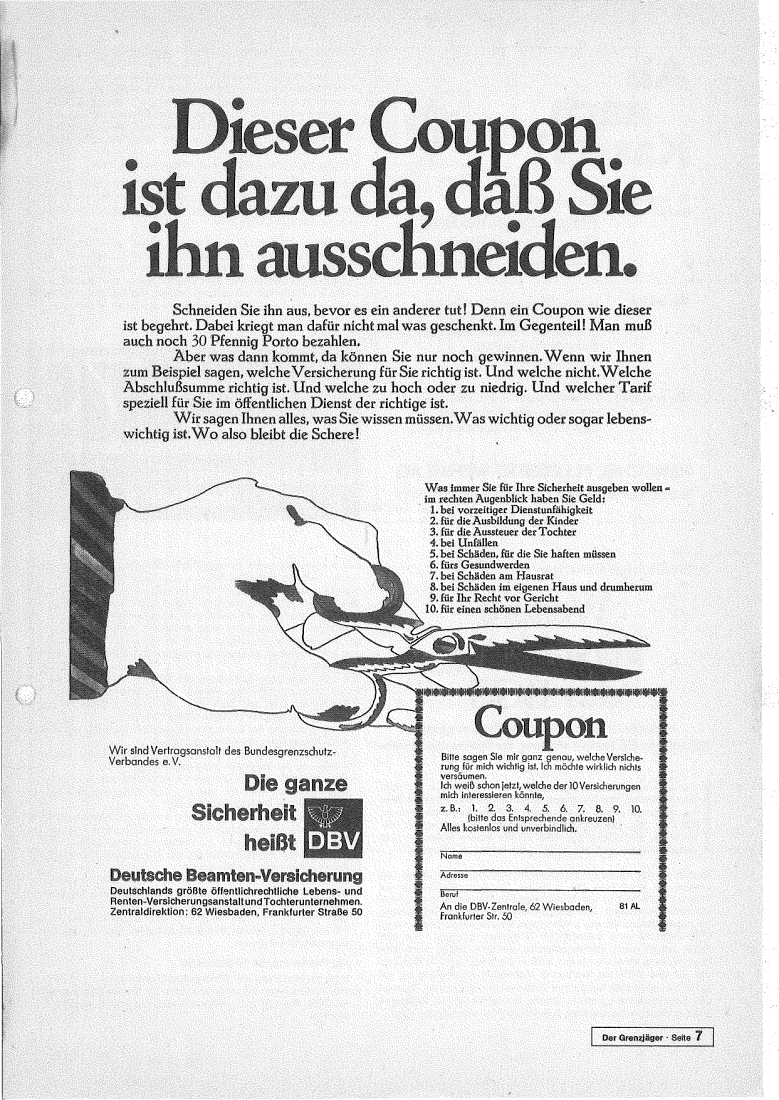 Dieser Coupon
ist dazu da, daß Sie
ihn ausschneiden.
Schneiden Sie ihn aus, bevor es ein anderer tut! Denn ein Coupon wie dieser
ist begehrt. Dabei kriegt man dafür nicht mal was geschenkt. Im Gegenteil! Man muß
auch noch 30 Pfennig Porto bezahlen.
Aber was dann kommt, da können Sie nur noch gewinnen. Wenn wir Ihnen
zum Beispiel sagen, welche Versicherung für Sie richtig ist. Und welche nicht. Welche
Abschlußsumme richtig ist. Und welche zu hoch oder zu niedrig. Und welcher Tarif
speziell für Sie im öffentlichen Dienst der richtige ist.
Wir sagen Ihnen alles, was Sie wissen müssen. Was wichtig oder sogar lebens-
wichtig ist. Wo also bleibt die Schere!
Was immer Sie für Ihre Sicherheit ausgeben wollen -
im rechten Augenblick haben Sie Geld:
1. bei vorzeitiger Dienstunfähigkeit
2. für die Ausbildung der Kinder
3. für die Aussteuer der Tochter
4. bei Unfällen
5. bei Schäden, für die Sie haften müssen
6. fürs Gesundwerden
7. bei Schäden am Hausrat
8. bei Schäden im eigenen Haus und drumherum
9. für Ihr Recht vor Gericht
10. für einen schönen Lebensabend
Wir sind Vertragsanstalt des Bundesgrenzschutz-
Verbandes e. V.
Die ganze
Sicherheit
heißt DBV
Deutsche Beamten-Versicherung
Deutschlands größte öffentlichrechtliche Lebens- und
Renten-Versicherungsanstalt und Tochterunternehmen.
Zentraldirektion: 62 Wiesbaden, Frankfurter Straße 50
Coupon
Bitte sagen Sie mir ganz genau, welche Versiche-
rung für mich wichtig ist. Ich möchte wirklich nichts
versäumen.
Ich weiß schon jetzt, welche der 10 Versicherungen
mich interessieren könnte,
z. B.: 1. 2. 3. 4. 5. 6. 7. 8. 9. 10.
(bitte das Entsprechende ankreuzen)
Alles kostenlos und unverbindlich.
Name
Adresse
Beruf
An die DBV-Zentrale, 62 Wiesbaden, 81 AL
Frankfurter Str. 50
Der Grenzjäger · Seite 7